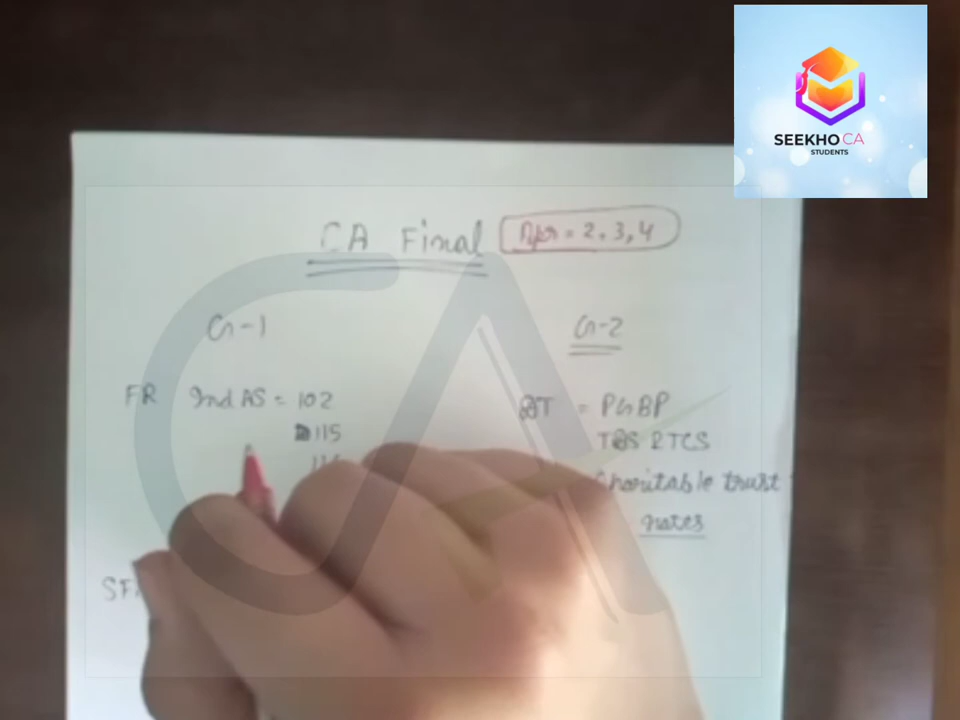 SEEKHO CA
STUDENTS
CA Final Apr = 2, 3, 4
G-1
G-2
FR Ind AS = 102
115
DT = PGBP
TDS & TCS
Charitable trust
notes
CA